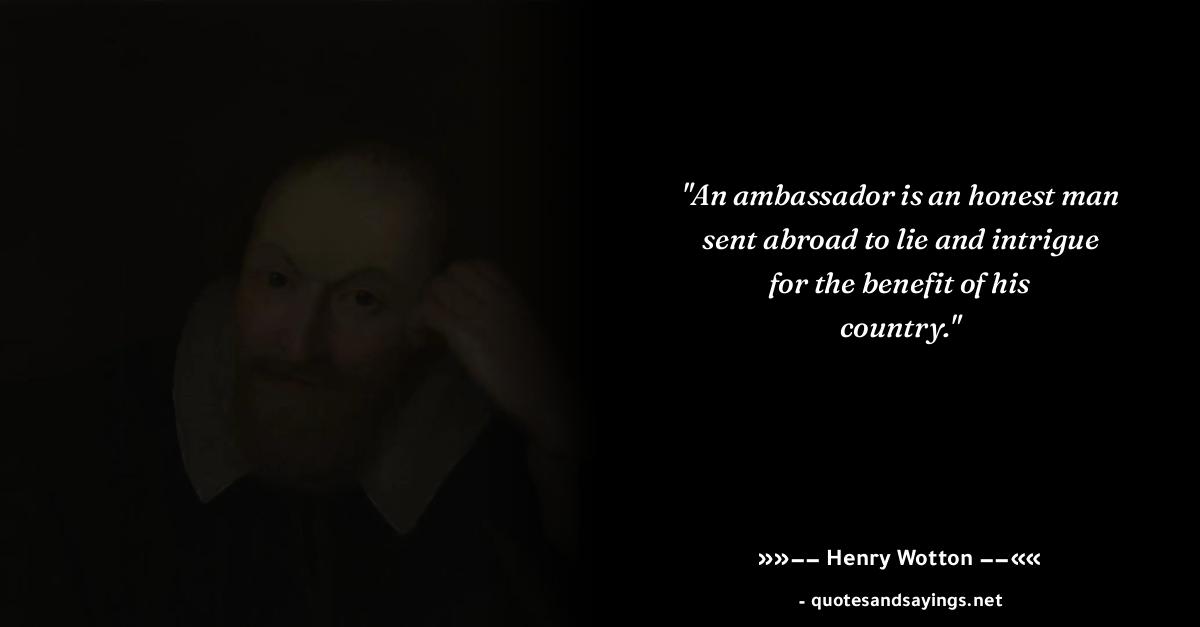 "An ambassador is an honest man
sent abroad to lie and intrigue
for the benefit of his
country."
»»−− Henry Wotton −−««
- quotesandsayings.net